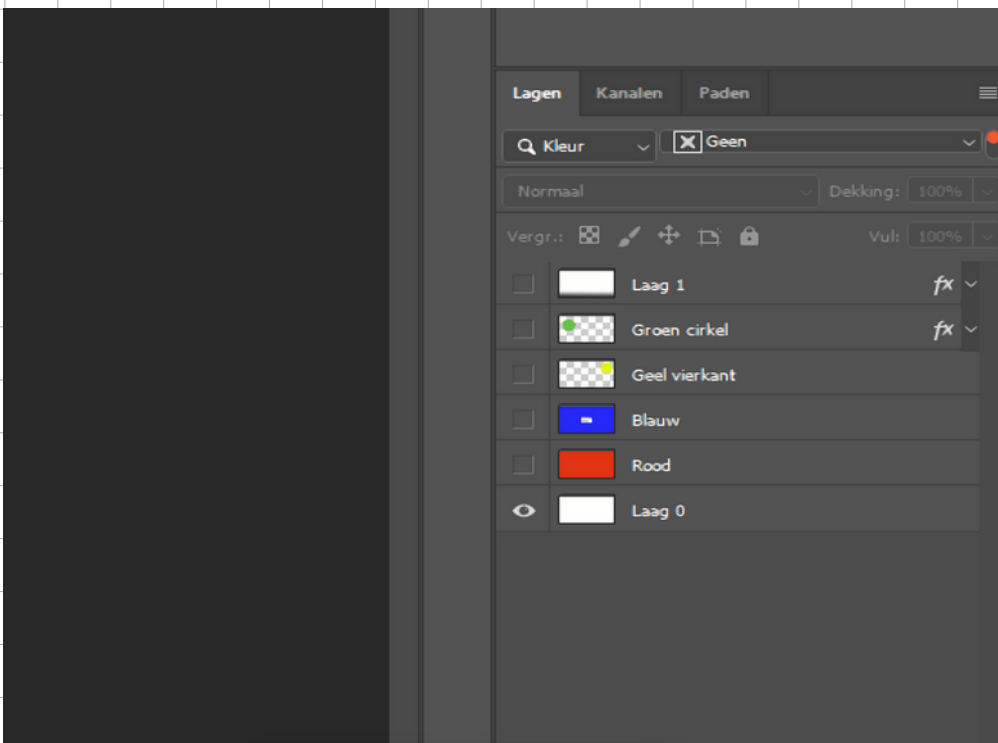 Lagen Kanalen Paden
Kleur Geen
Normaal Dekking: 100%
Vergr.: Vul: 100%
Laag 1 fx
Groen cirkel fx
Geel vierkant
Blauw
Rood
Laag 0